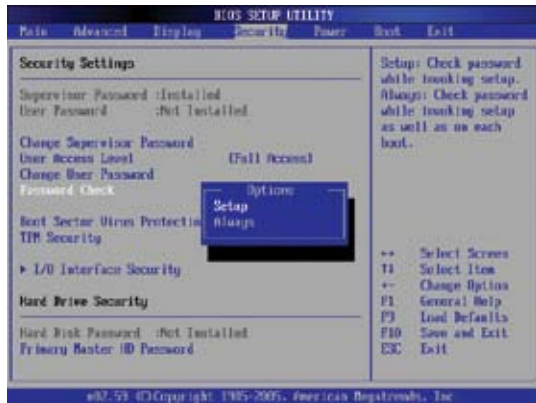 BIOS SETUP UTILITY
Main Advanced Display Security Power Boot Exit
Security Settings
Supervisor Password :Installed
User Password :Not Installed
Change Supervisor Password
User Access Level [Full Access]
Change User Password
Password Check
Boot Sector Virus Protection
TPM Security
▶ I/O Interface Security
Hard Drive Security
Hard Disk Password :Not Installed
Primary Master HD Password
Options
Setup
Always
Setup: Check password
while invoking setup.
Always: Check password
while invoking setup
as well as on each
boot.
↔ Select Screen
↑↓ Select Item
+- Change Option
F1 General Help
F9 Load Defaults
F10 Save and Exit
ESC Exit
v02.59 (C)Copyright 1985-2005, American Megatrends, Inc